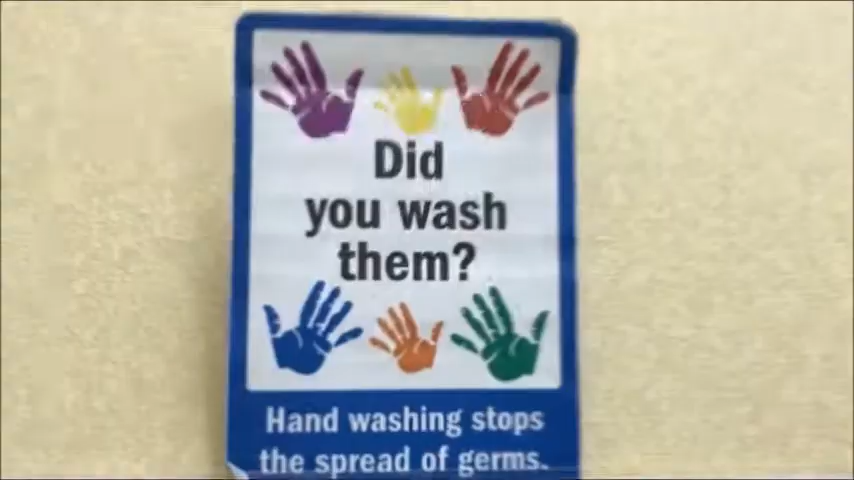 Did
you wash
them?
Hand washing stops
the spread of germs.